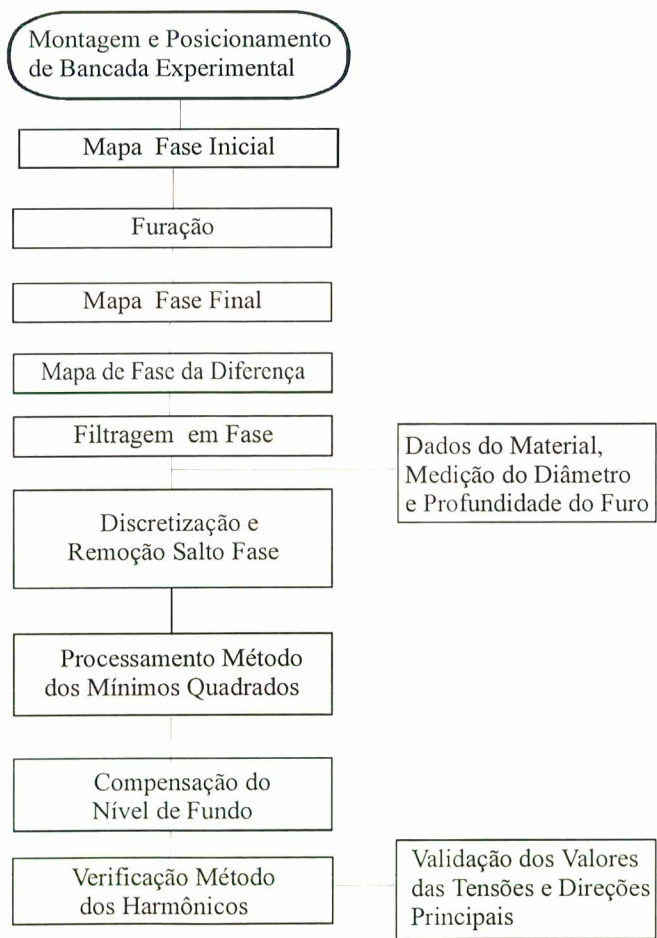 Montagem e Posicionamento
de Bancada Experimental
Mapa Fase Inicial
Furação
Mapa Fase Final
Mapa de Fase da Diferença
Filtragem em Fase
Dados do Material,
Medição do Diâmetro
e Profundidade do Furo
Discretização e
Remoção Salto Fase
Processamento Método
dos Mínimos Quadrados
Compensação do
Nível de Fundo
Verificação Método
dos Harmônicos
Validação dos Valores
das Tensões e Direções
Principais